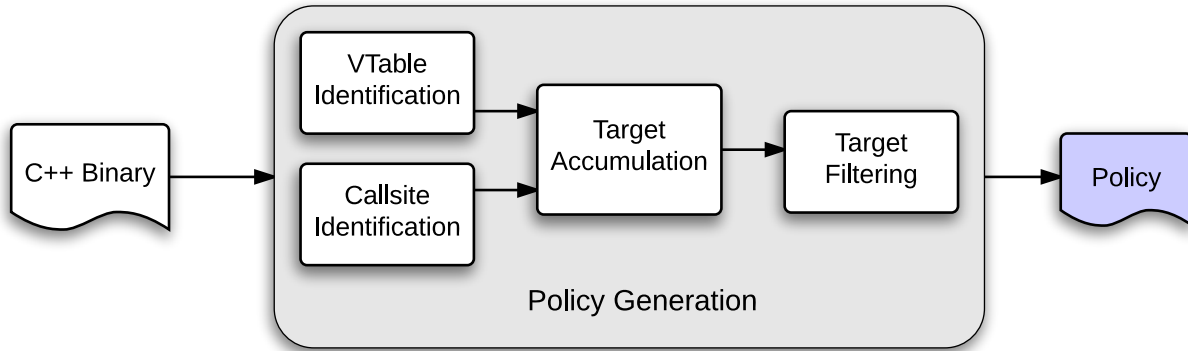 C++ Binary
VTable
Identification
Callsite
Identification
Target
Accumulation
Target
Filtering
Policy Generation
Policy